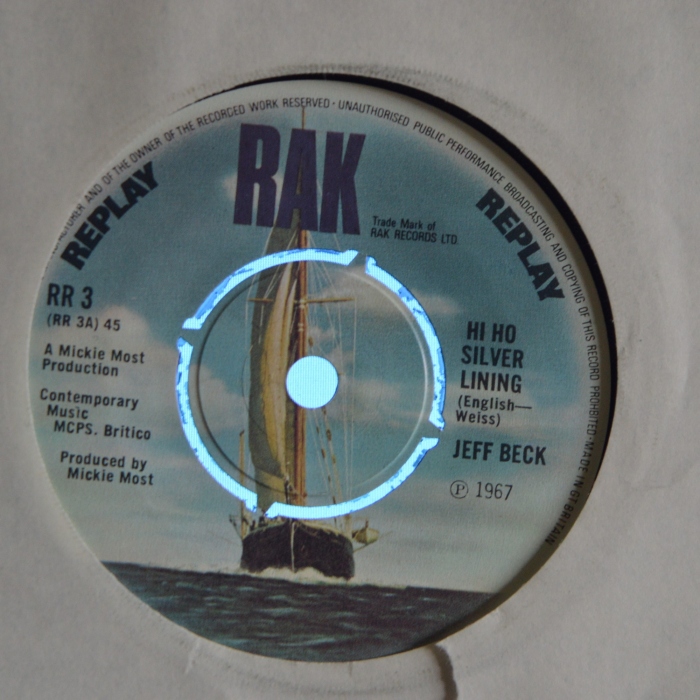 ACTURER AND OF THE OWNER OF THE RECORDED WORK RESERVED · UNAUTHORISED PUBLIC PERFORMANCE BROADCASTING AND COPYING OF THIS RECORD PROHIBITED · MADE IN GT BRITAIN
RAK
Trade Mark of
RAK RECORDS LTD.
REPLAY
REPLAY
RR 3
(RR 3A) 45
A Mickie Most
Production
Contemporary
Music
MCPS. Britico
Produced by
Mickie Most
HI HO
SILVER
LINING
(English—
Weiss)
JEFF BECK
Ⓟ 1967